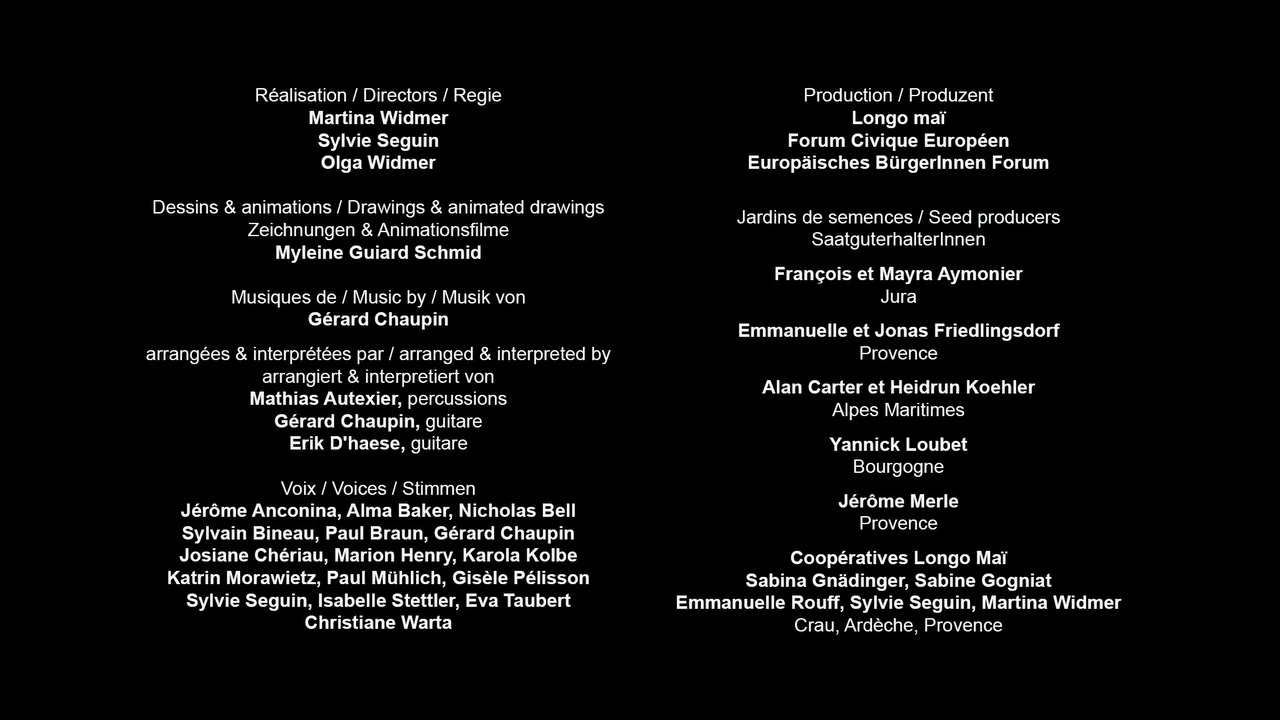 Réalisation / Directors / Regie
Martina Widmer
Sylvie Seguin
Olga Widmer
Dessins & animations / Drawings & animated drawings
Zeichnungen & Animationsfilme
Myleine Guiard Schmid
Musiques de / Music by / Musik von
Gérard Chaupin
arrangées & interprétées par / arranged & interpreted by
arrangiert & interpretiert von
Mathias Autexier, percussions
Gérard Chaupin, guitare
Erik D'haese, guitare
Voix / Voices / Stimmen
Jérôme Anconina, Alma Baker, Nicholas Bell
Sylvain Bineau, Paul Braun, Gérard Chaupin
Josiane Chériau, Marion Henry, Karola Kolbe
Katrin Morawietz, Paul Mühlich, Gisèle Pélisson
Sylvie Seguin, Isabelle Stettler, Eva Taubert
Christiane Warta
Production / Produzent
Longo maï
Forum Civique Européen
Europäisches BürgerInnen Forum
Jardins de semences / Seed producers
SaatguterhalterInnen
François et Mayra Aymonier
Jura
Emmanuelle et Jonas Friedlingsdorf
Provence
Alan Carter et Heidrun Koehler
Alpes Maritimes
Yannick Loubet
Bourgogne
Jérôme Merle
Provence
Coopératives Longo Maï
Sabina Gnädinger, Sabine Gogniat
Emmanuelle Rouff, Sylvie Seguin, Martina Widmer
Crau, Ardèche, Provence